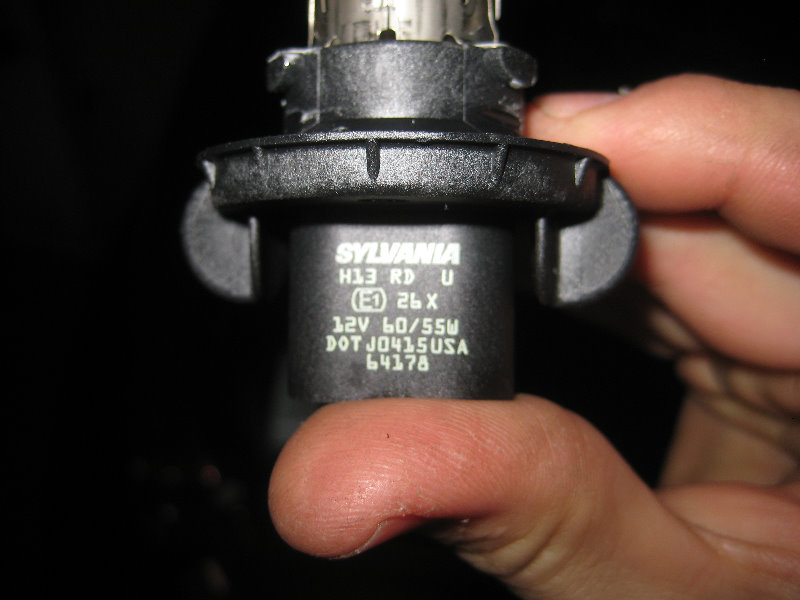 SYLVANIA
H13 RD U
E1 26X
12V 60/55W
DOT J0415USA
64178